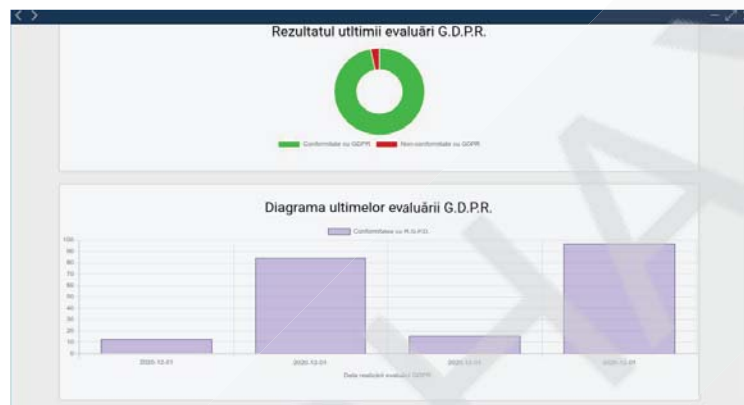 Rezultatul utltimii evaluări G.D.P.R.
Conformitate cu GDPR Non-conformitate cu GDPR
Diagrama ultimelor evaluării G.D.P.R.
Conformitatea cu R.G.P.D.
100
90
80
70
60
50
40
30
20
10
0
2020-12-01 2020-12-01 2020-12-01 2020-12-01
Data realizării evaluării GDPR